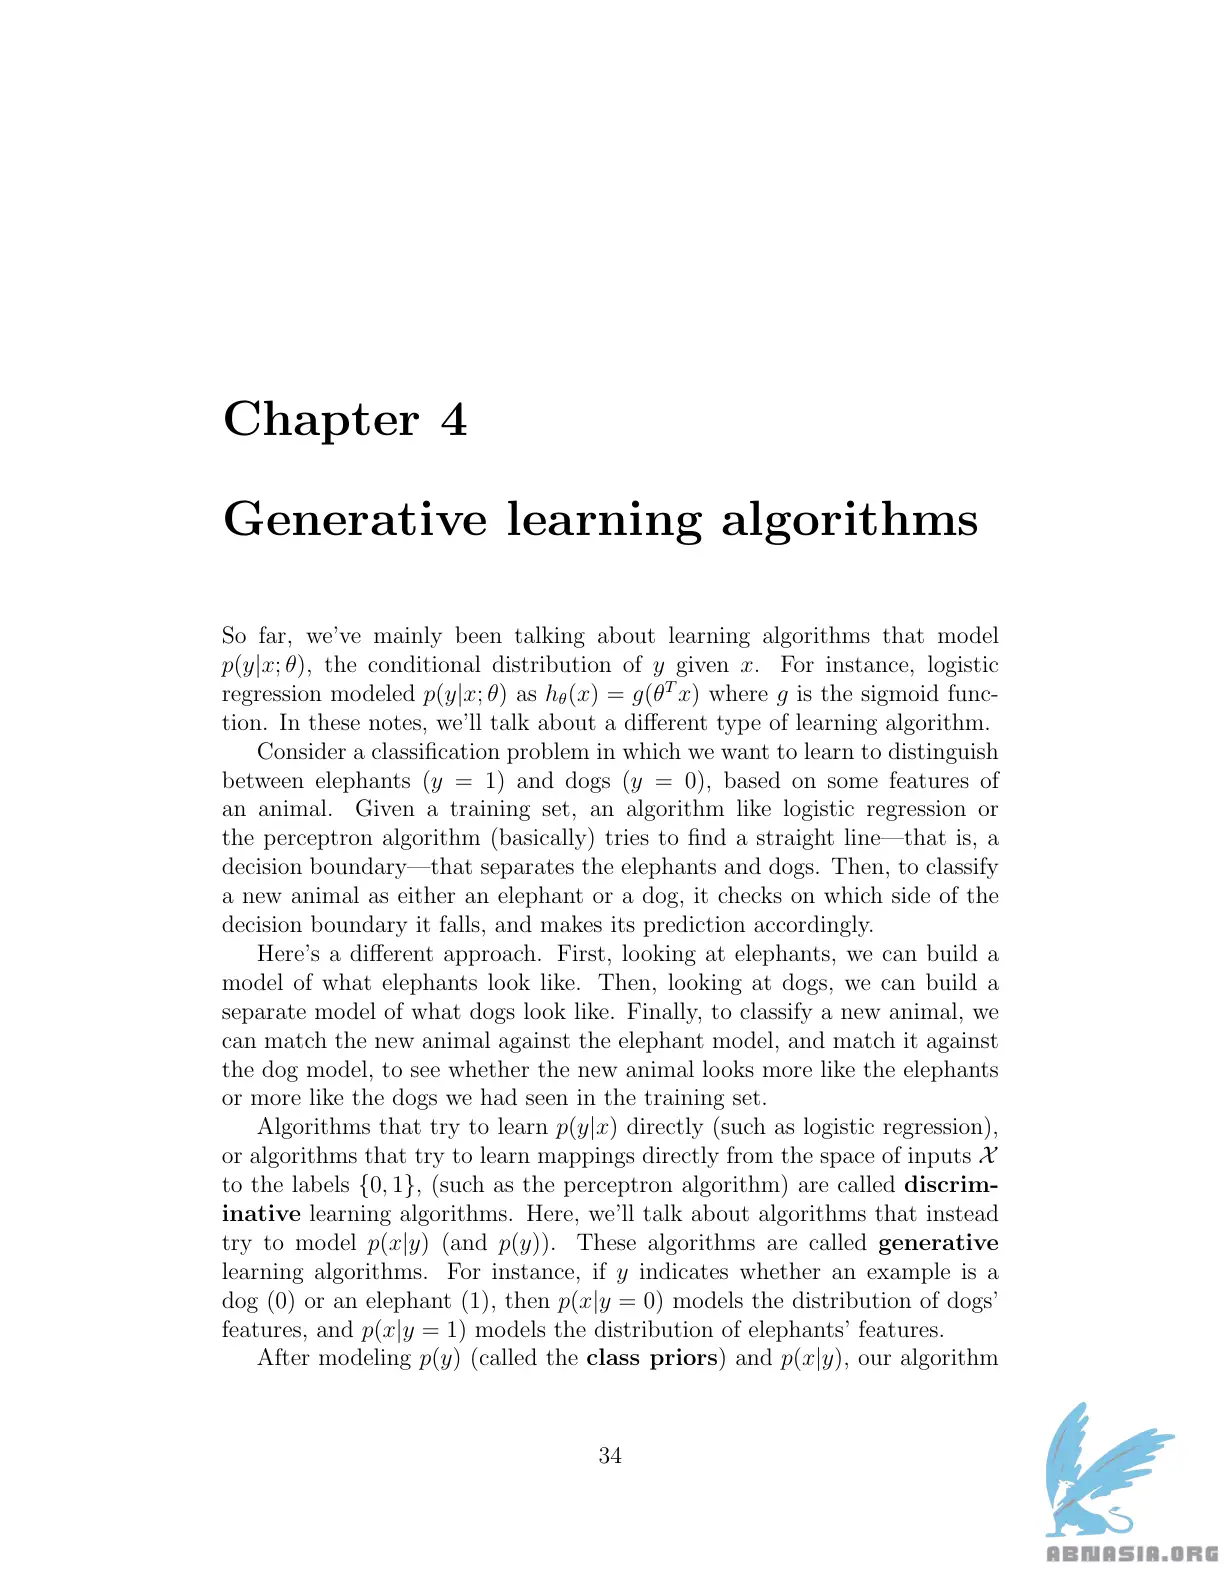 Chapter 4
Generative learning algorithms
So far, we've mainly been talking about learning algorithms that model
p(y|x; θ), the conditional distribution of y given x. For instance, logistic
regression modeled p(y|x; θ) as hθ(x) = g(θᵀx) where g is the sigmoid func-
tion. In these notes, we'll talk about a different type of learning algorithm.
Consider a classification problem in which we want to learn to distinguish
between elephants (y = 1) and dogs (y = 0), based on some features of
an animal. Given a training set, an algorithm like logistic regression or
the perceptron algorithm (basically) tries to find a straight line—that is, a
decision boundary—that separates the elephants and dogs. Then, to classify
a new animal as either an elephant or a dog, it checks on which side of the
decision boundary it falls, and makes its prediction accordingly.
Here's a different approach. First, looking at elephants, we can build a
model of what elephants look like. Then, looking at dogs, we can build a
separate model of what dogs look like. Finally, to classify a new animal, we
can match the new animal against the elephant model, and match it against
the dog model, to see whether the new animal looks more like the elephants
or more like the dogs we had seen in the training set.
Algorithms that try to learn p(y|x) directly (such as logistic regression),
or algorithms that try to learn mappings directly from the space of inputs 𝒳
to the labels {0, 1}, (such as the perceptron algorithm) are called discrim-
inative learning algorithms. Here, we'll talk about algorithms that instead
try to model p(x|y) (and p(y)). These algorithms are called generative
learning algorithms. For instance, if y indicates whether an example is a
dog (0) or an elephant (1), then p(x|y = 0) models the distribution of dogs'
features, and p(x|y = 1) models the distribution of elephants' features.
After modeling p(y) (called the class priors) and p(x|y), our algorithm
34
ABNASIA.ORG